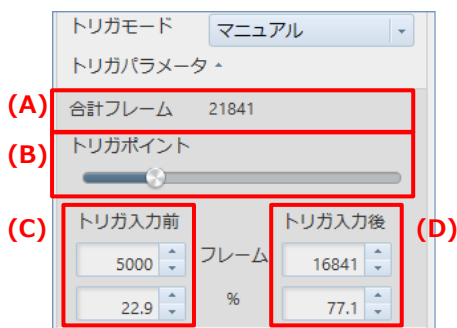 トリガモード マニュアル
トリガパラメータ
(A) 合計フレーム 21841
(B) トリガポイント
(C) トリガ入力前 トリガ入力後 (D)
5000 フレーム 16841
22.9 % 77.1